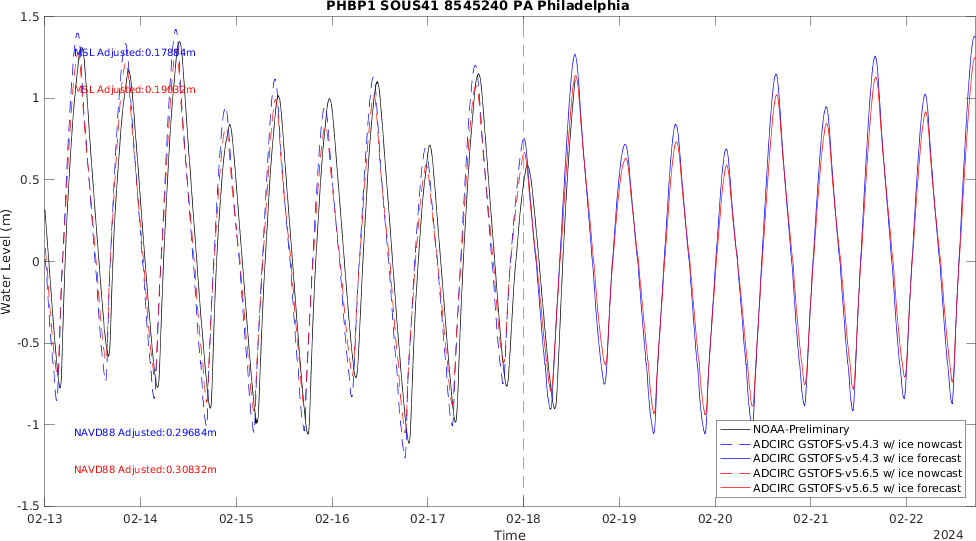 PHBP1 SOUS41 8545240 PA Philadelphia
1.5
1
0.5
0
-0.5
-1
-1.5
Water Level (m)
MSL Adjusted:0.17884m
MSL Adjusted:0.19032m
NAVD88 Adjusted:0.29684m
NAVD88 Adjusted:0.30832m
NOAA-Preliminary
ADCIRC GSTOFS-v5.4.3 w/ ice nowcast
ADCIRC GSTOFS-v5.4.3 w/ ice forecast
ADCIRC GSTOFS-v5.6.5 w/ ice nowcast
ADCIRC GSTOFS-v5.6.5 w/ ice forecast
02-13 02-14 02-15 02-16 02-17 02-18 02-19 02-20 02-21 02-22
Time
2024